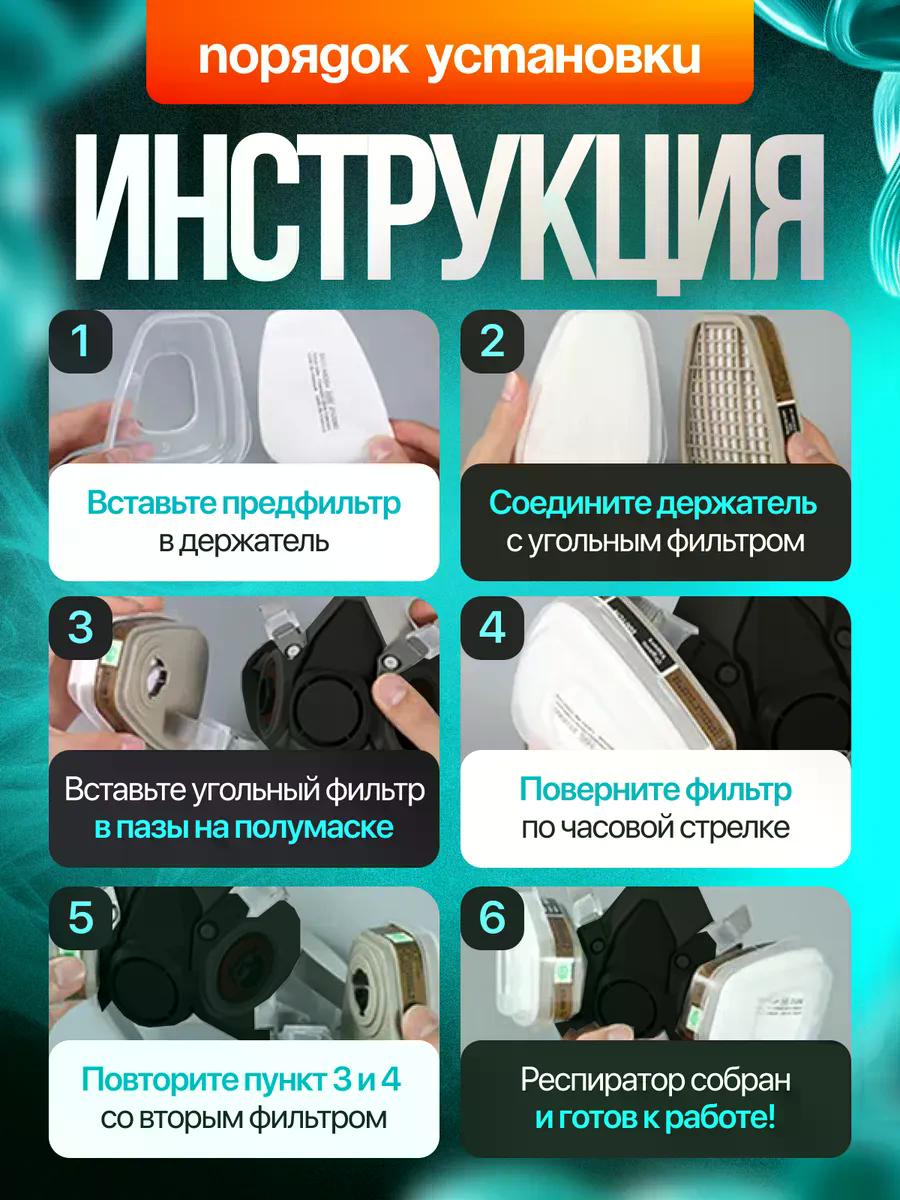 порядок установки
ИНСТРУКЦИЯ
1
Вставьте предфильтр
в держатель
2
Соедините держатель
с угольным фильтром
3
Вставьте угольный фильтр
в пазы на полумаске
4
Поверните фильтр
по часовой стрелке
5
Повторите пункт 3 и 4
со вторым фильтром
6
Респиратор собран
и готов к работе!